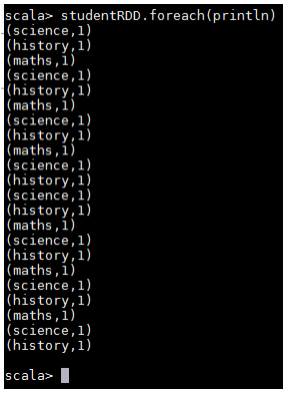 scala> studentRDD.foreach(println)
(science,1)
(history,1)
(maths,1)
(science,1)
(history,1)
(maths,1)
(science,1)
(history,1)
(maths,1)
(science,1)
(history,1)
(science,1)
(history,1)
(maths,1)
(science,1)
(history,1)
(maths,1)
(science,1)
(history,1)
(maths,1)
(science,1)
(history,1)
scala>